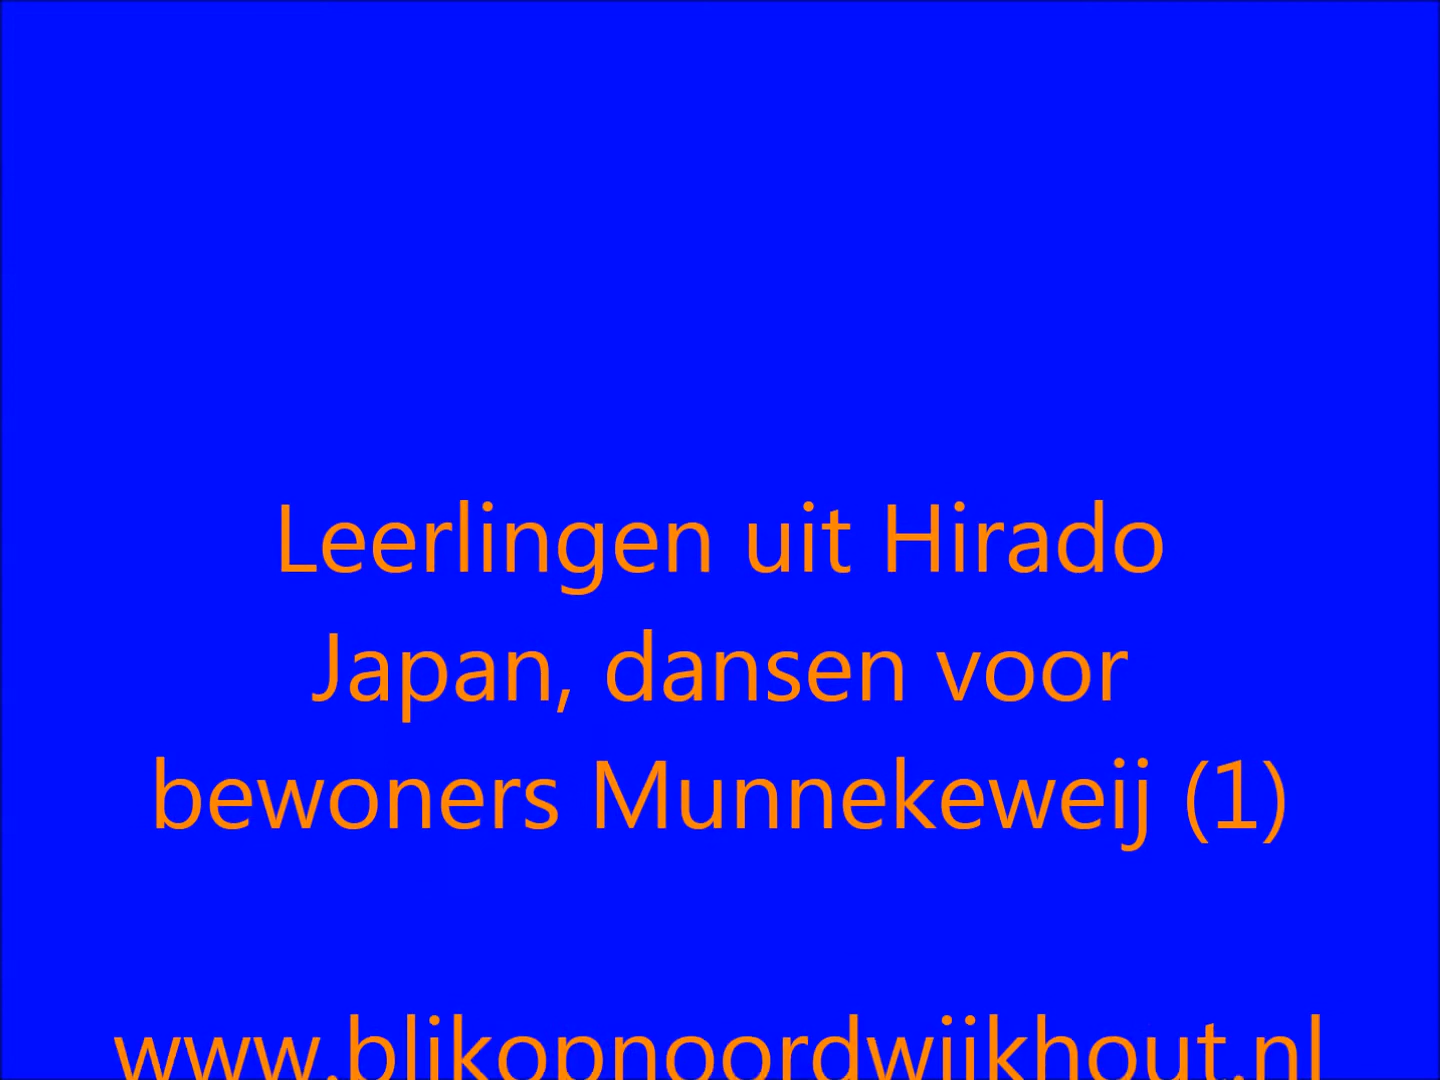 Leerlingen uit Hirado
Japan, dansen voor
bewoners Munnekeweij (1)
www.blikopnoordwijkhout.nl